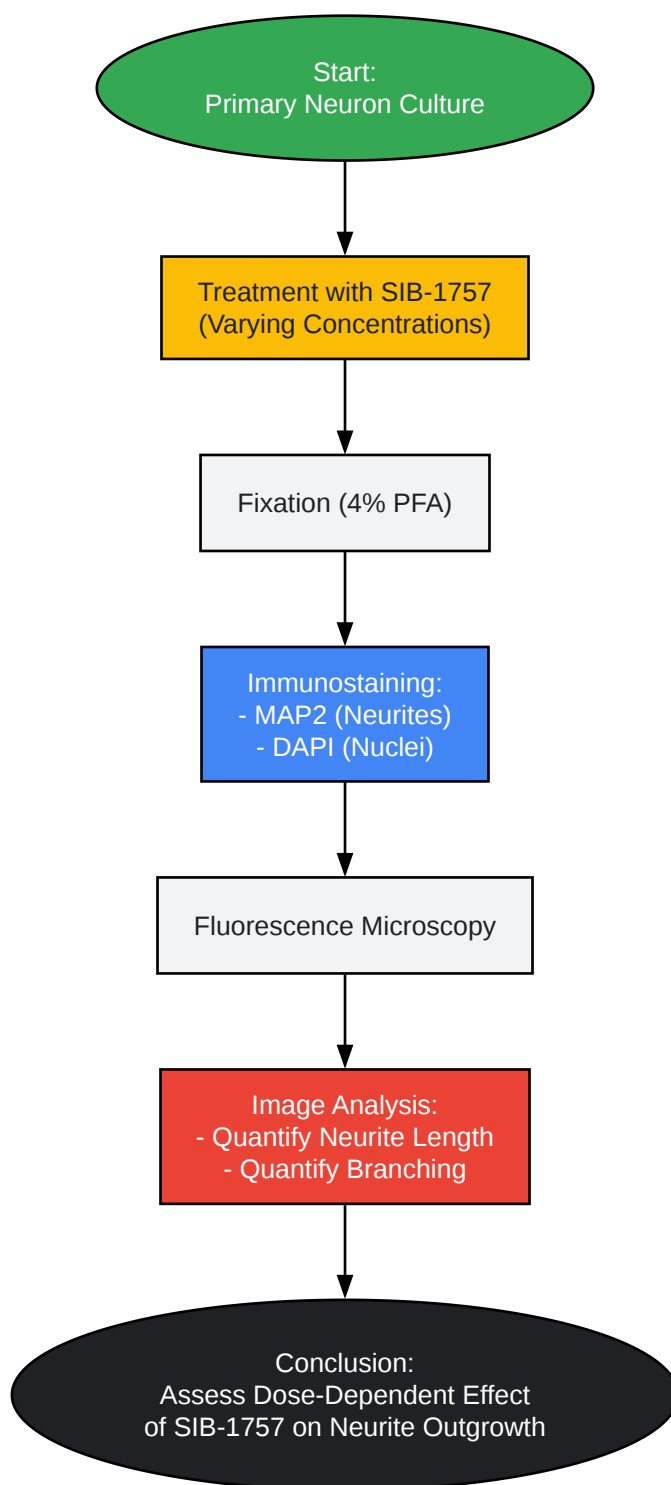 Start:
Primary Neuron Culture
Treatment with SIB-1757
(Varying Concentrations)
Fixation (4% PFA)
Immunostaining:
- MAP2 (Neurites)
- DAPI (Nuclei)
Fluorescence Microscopy
Image Analysis:
- Quantify Neurite Length
- Quantify Branching
Conclusion:
Assess Dose-Dependent Effect
of SIB-1757 on Neurite Outgrowth